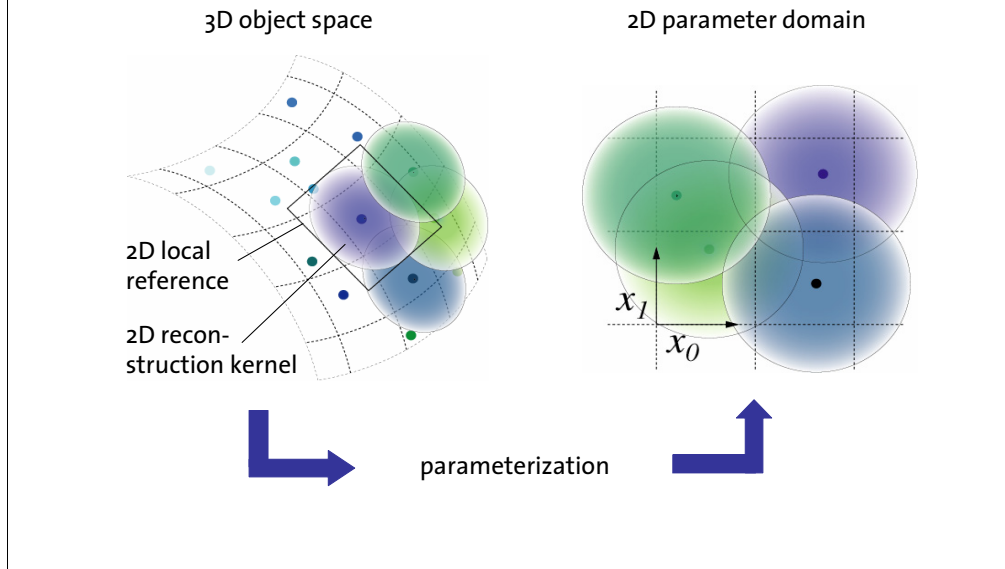 3D object space
2D parameter domain
2D local
reference
2D recon-
struction kernel
x1
x0
parameterization